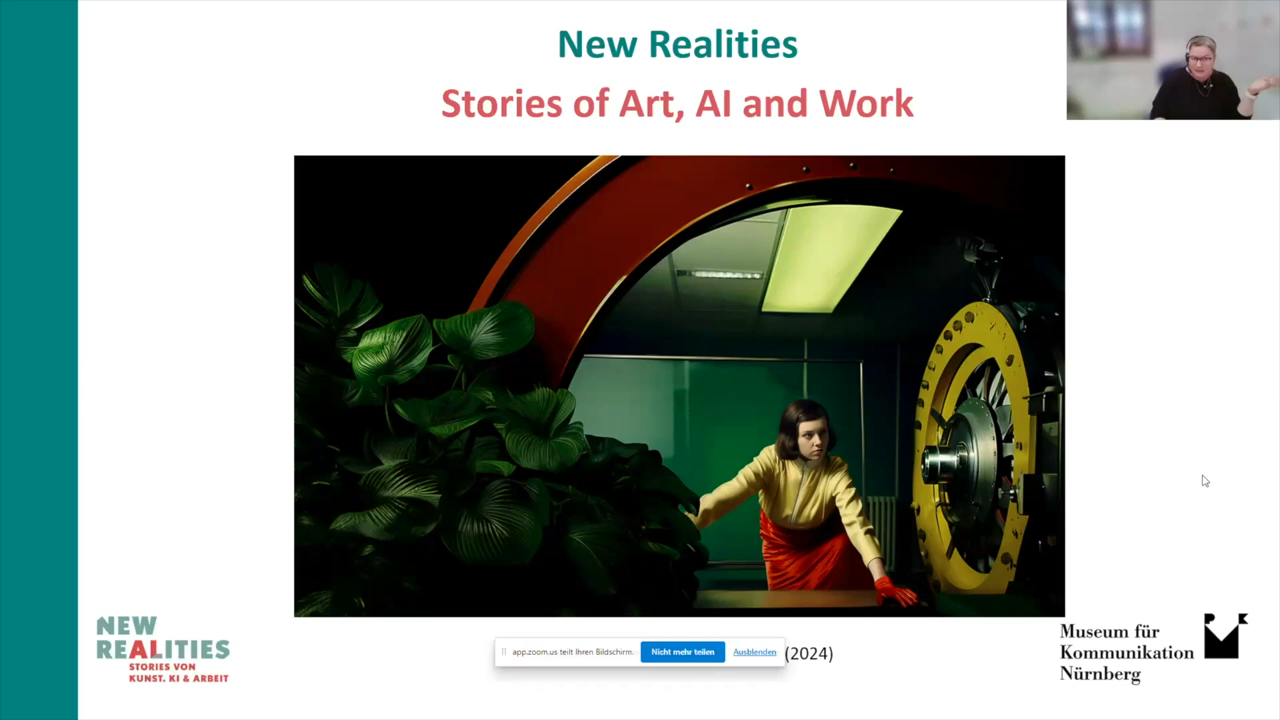 New Realities
Stories of Art, AI and Work
NEW
REALITIES
STORIES VON
KUNST, KI & ARBEIT
app.zoom.us teilt Ihren Bildschirm.
Nicht mehr teilen
Ausblenden
(2024)
Museum für
Kommunikation
Nürnberg